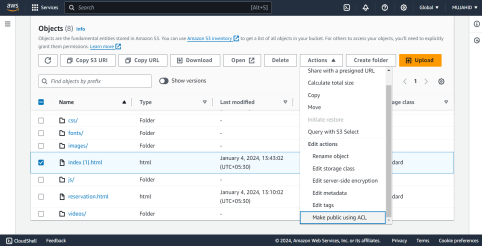 aws
Services
Search
[Alt+S]
Global
MUJAHID
Objects (8) Info
Objects are the fundamental entities stored in Amazon S3. You can use Amazon S3 inventory to get a list of all objects in your bucket. For others to access your objects, you'll need to explicitly
grant them permissions. Learn more
Copy S3 URI
Copy URL
Download
Open
Delete
Actions
Create folder
Upload
Find objects by prefix
Show versions
1
Share with a presigned URL
Calculate total size
Copy
Move
Initiate restore
Query with S3 Select
Edit actions
Rename object
Edit storage class
Edit server-side encryption
Edit metadata
Edit tags
Make public using ACL
Name
Type
Last modified
age class
css/
Folder
-
fonts/
Folder
-
images/
Folder
-
index (1).html
html
January 4, 2024, 13:43:02
(UTC+05:30)
dard
js/
Folder
-
reservation.html
html
January 4, 2024, 13:10:02
(UTC+05:30)
dard
videos/
Folder
-
CloudShell
Feedback
© 2024, Amazon Web Services, Inc. or its affiliates.
Privacy
Terms
Cookie preferences